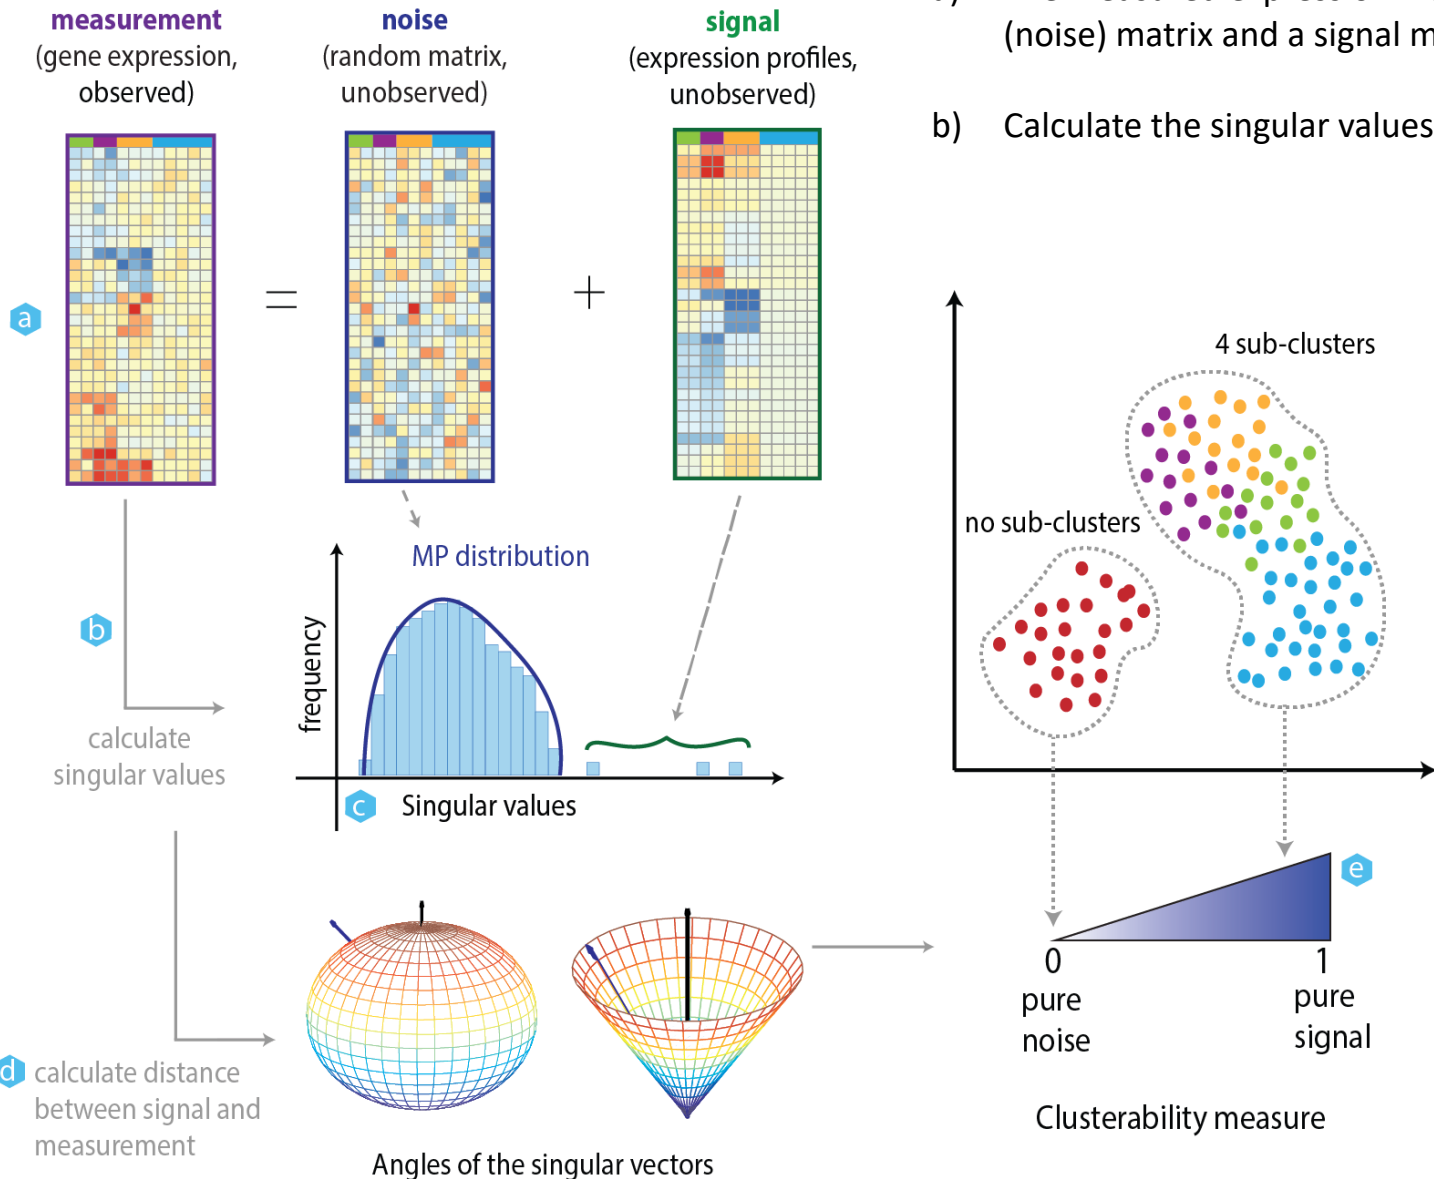 measurement
(gene expression,
observed)
noise
(random matrix,
unobserved)
signal
(expression profiles,
unobserved)
(noise) matrix and a signal m
b) Calculate the singular values
a
=
+
4 sub-clusters
no sub-clusters
MP distribution
b
frequency
calculate
singular values
c Singular values
e
0
1
pure
noise
pure
signal
d calculate distance
between signal and
measurement
Clusterability measure
Angles of the singular vectors